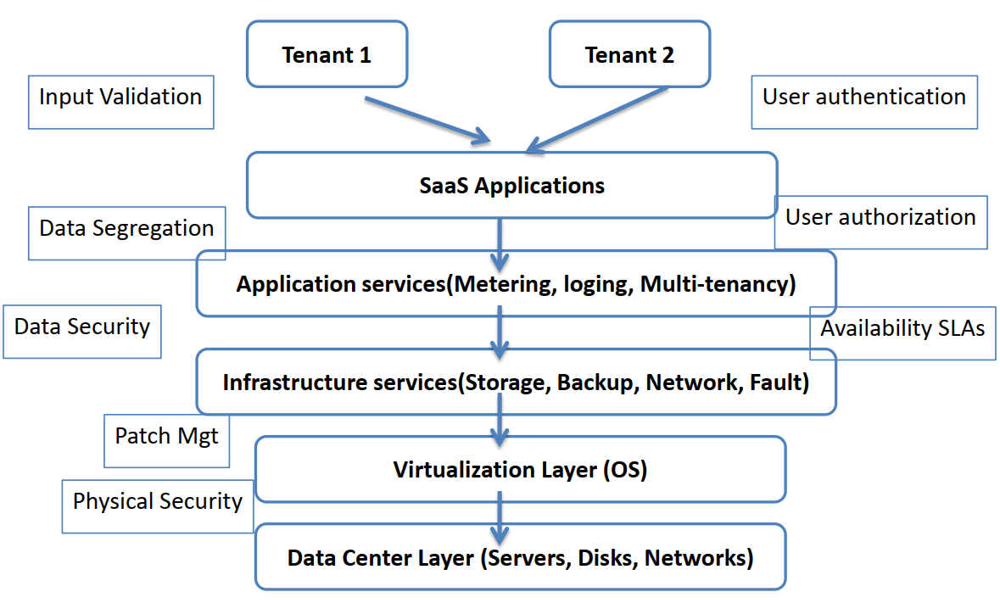 Tenant 1
Tenant 2
Input Validation
User authentication
SaaS Applications
Data Segregation
User authorization
Application services(Metering, loging, Multi-tenancy)
Data Security
Availability SLAs
Infrastructure services(Storage, Backup, Network, Fault)
Patch Mgt
Virtualization Layer (OS)
Physical Security
Data Center Layer (Servers, Disks, Networks)